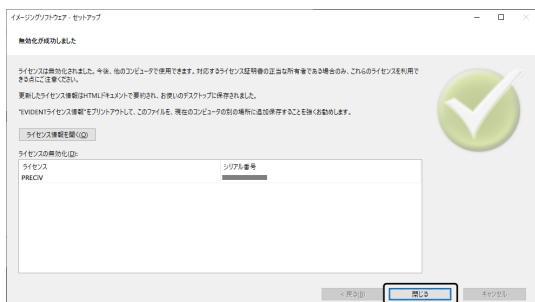 イメージングソフトウェア - セットアップ
無効化が成功しました
ライセンスは無効化されました。今後、他のコンピュータで使用できます。対応するライセンス証明書の正当な所有者である場合のみ、これらのライセンスを利用で
きる点にご注意ください。
更新したライセンス情報はHTMLドキュメントで要約され、お使いのデスクトップに保存されました。
"EVIDENTライセンス情報"をプリントアウトして、このファイルを、現在のコンピュータの別の場所に追加保存することを強くお勧めします。
ライセンス情報を開く(O)
ライセンスの無効化(D):
ライセンス シリアル番号
PRECiV
< 戻る(B) 閉じる キャンセル